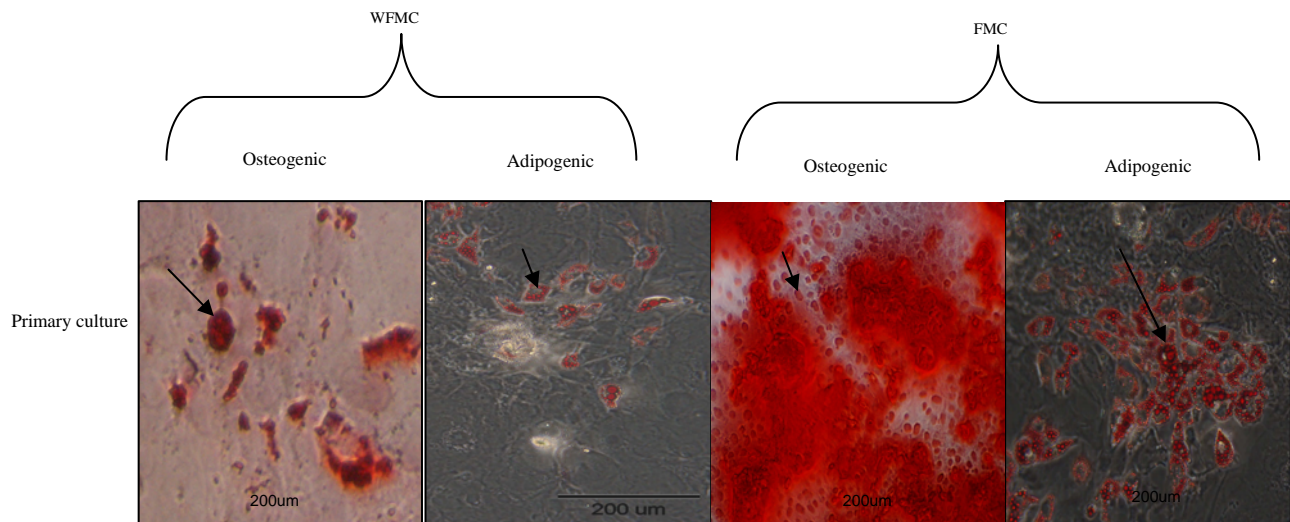 WFMC
FMC
Osteogenic
Adipogenic
Osteogenic
Adipogenic
Primary culture
200um
200 um
200um
200um